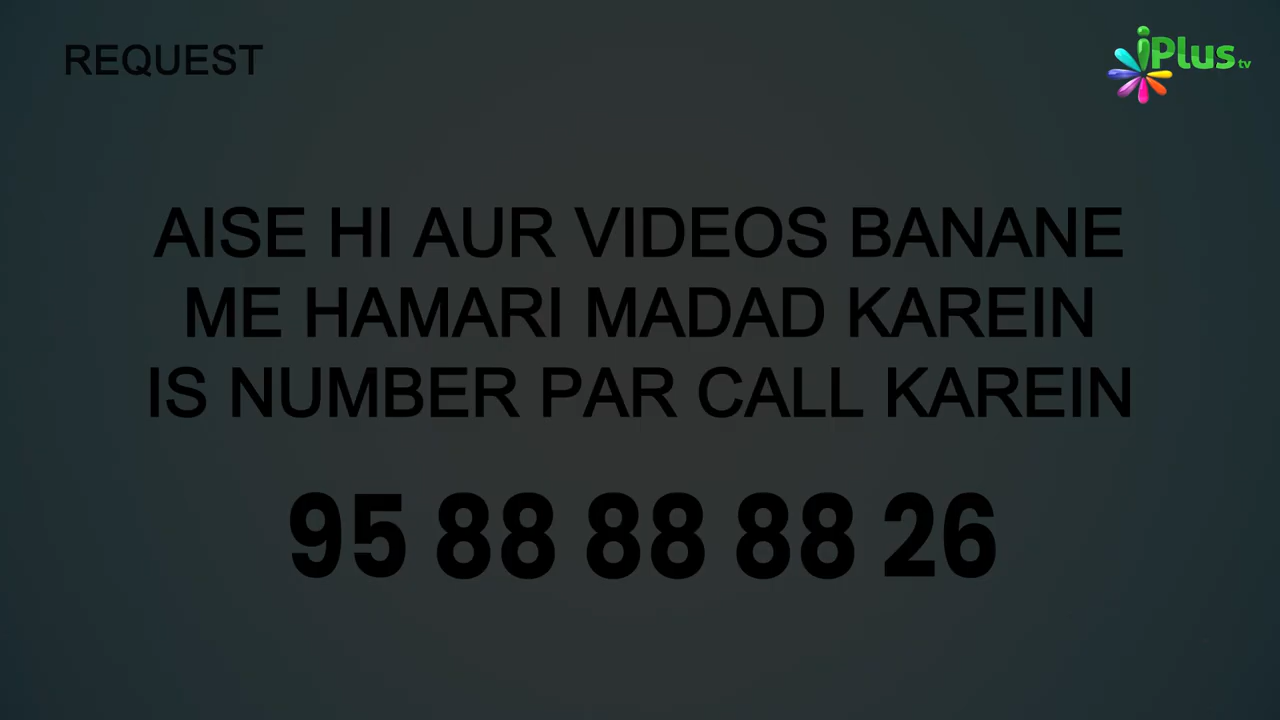 REQUEST
iPlus tv
AISE HI AUR VIDEOS BANANE
ME HAMARI MADAD KAREIN
IS NUMBER PAR CALL KAREIN
95 88 88 88 26